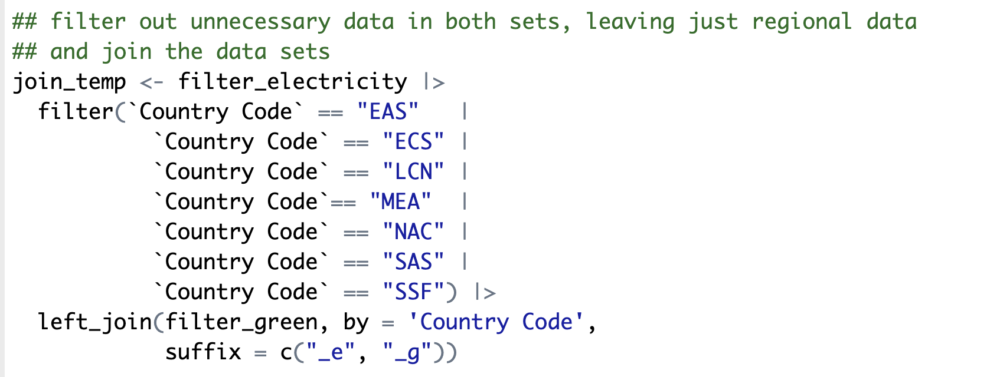 ## filter out unnecessary data in both sets, leaving just regional data
## and join the data sets
join_temp <- filter_electricity |>
  filter(`Country Code` == "EAS"   |
           `Country Code` == "ECS" |
           `Country Code` == "LCN" |
           `Country Code`== "MEA"  |
           `Country Code` == "NAC" |
           `Country Code` == "SAS" |
           `Country Code` == "SSF") |>
  left_join(filter_green, by = 'Country Code',
            suffix = c("_e", "_g"))